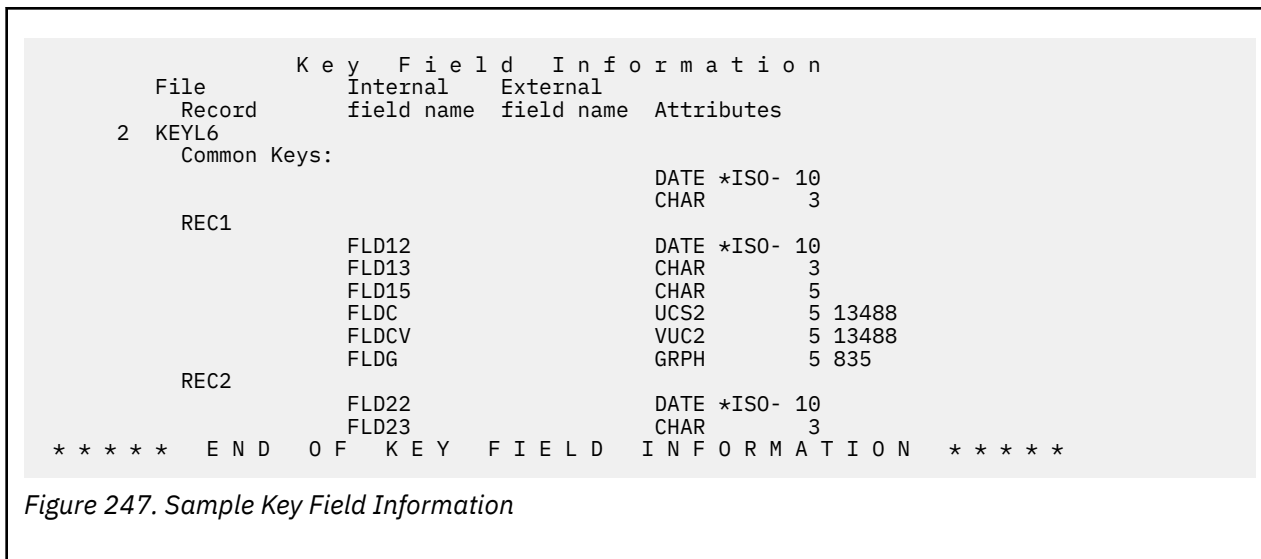 K e y   F i e l d   I n f o r m a t i o n
File   Internal   External
Record   field name   field name   Attributes
2   KEYL6
Common Keys:
DATE *ISO- 10
CHAR   3
REC1
FLD12   DATE *ISO- 10
FLD13   CHAR   3
FLD15   CHAR   5
FLDC   UCS2   5 13488
FLDCV   VUC2   5 13488
FLDG   GRPH   5 835
REC2
FLD22   DATE *ISO- 10
FLD23   CHAR   3
* * * * *   E N D   O F   K E Y   F I E L D   I N F O R M A T I O N   * * * * *
Figure 247. Sample Key Field Information